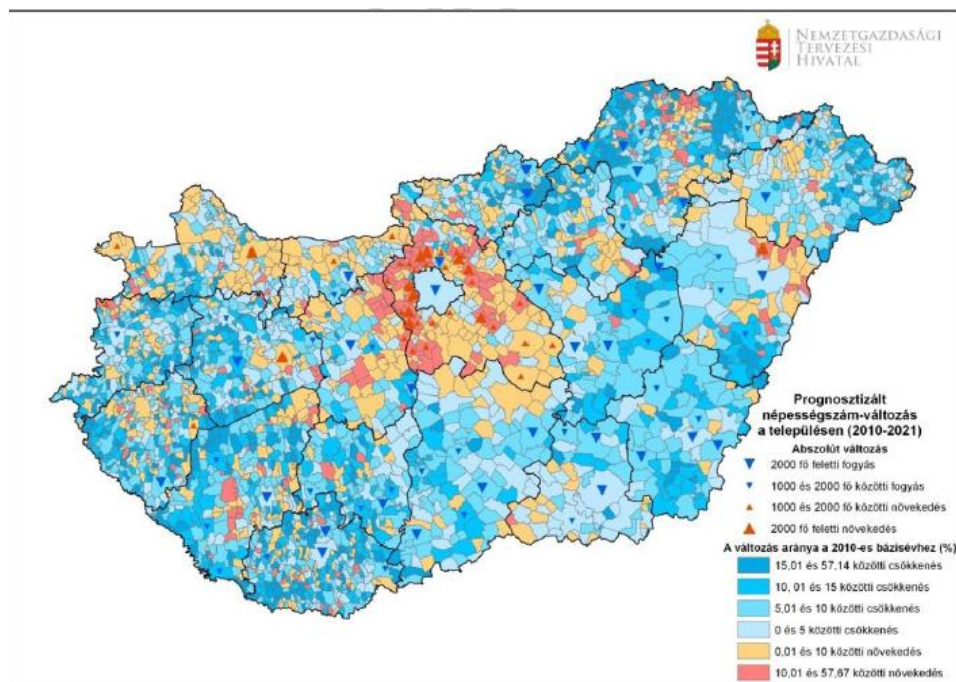 NEMZETGAZDASÁGI
TERVEZÉSI
HIVATAL
Prognosztizált
népességszám-változás
a településen (2010-2021)
Abszolút változás
2000 fő feletti fogyás
1000 és 2000 fő közötti fogyás
1000 és 2000 fő közötti növekedés
2000 fő feletti növekedés
A változás aránya a 2010-es bázisévhez (%)
15,01 és 57,14 közötti csökkenés
10, 01 és 15 közötti csökkenés
5,01 és 10 közötti csökkenés
0 és 5 közötti csökkenés
0,01 és 10 közötti növekedés
10,01 és 57,67 közötti növekedés